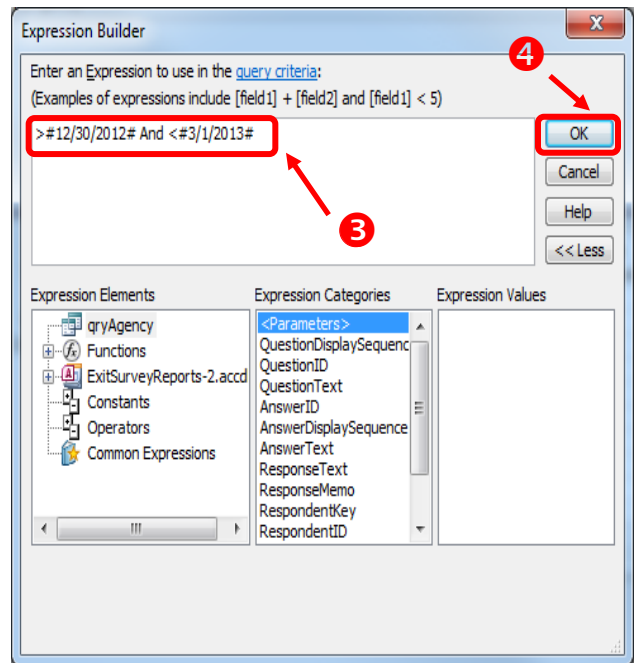 Expression Builder
X
4
Enter an Expression to use in the query criteria:
(Examples of expressions include [field1] + [field2] and [field1] < 5)
>#12/30/2012# And <#3/1/2013#
OK
Cancel
Help
<< Less
3
Expression Elements
qryAgency
Functions
ExitSurveyReports-2.accd
Constants
Operators
Common Expressions
Expression Categories
<Parameters>
QuestionDisplaySequenc
QuestionID
QuestionText
AnswerID
AnswerDisplaySequence
AnswerText
ResponseText
ResponseMemo
RespondentKey
RespondentID
Expression Values